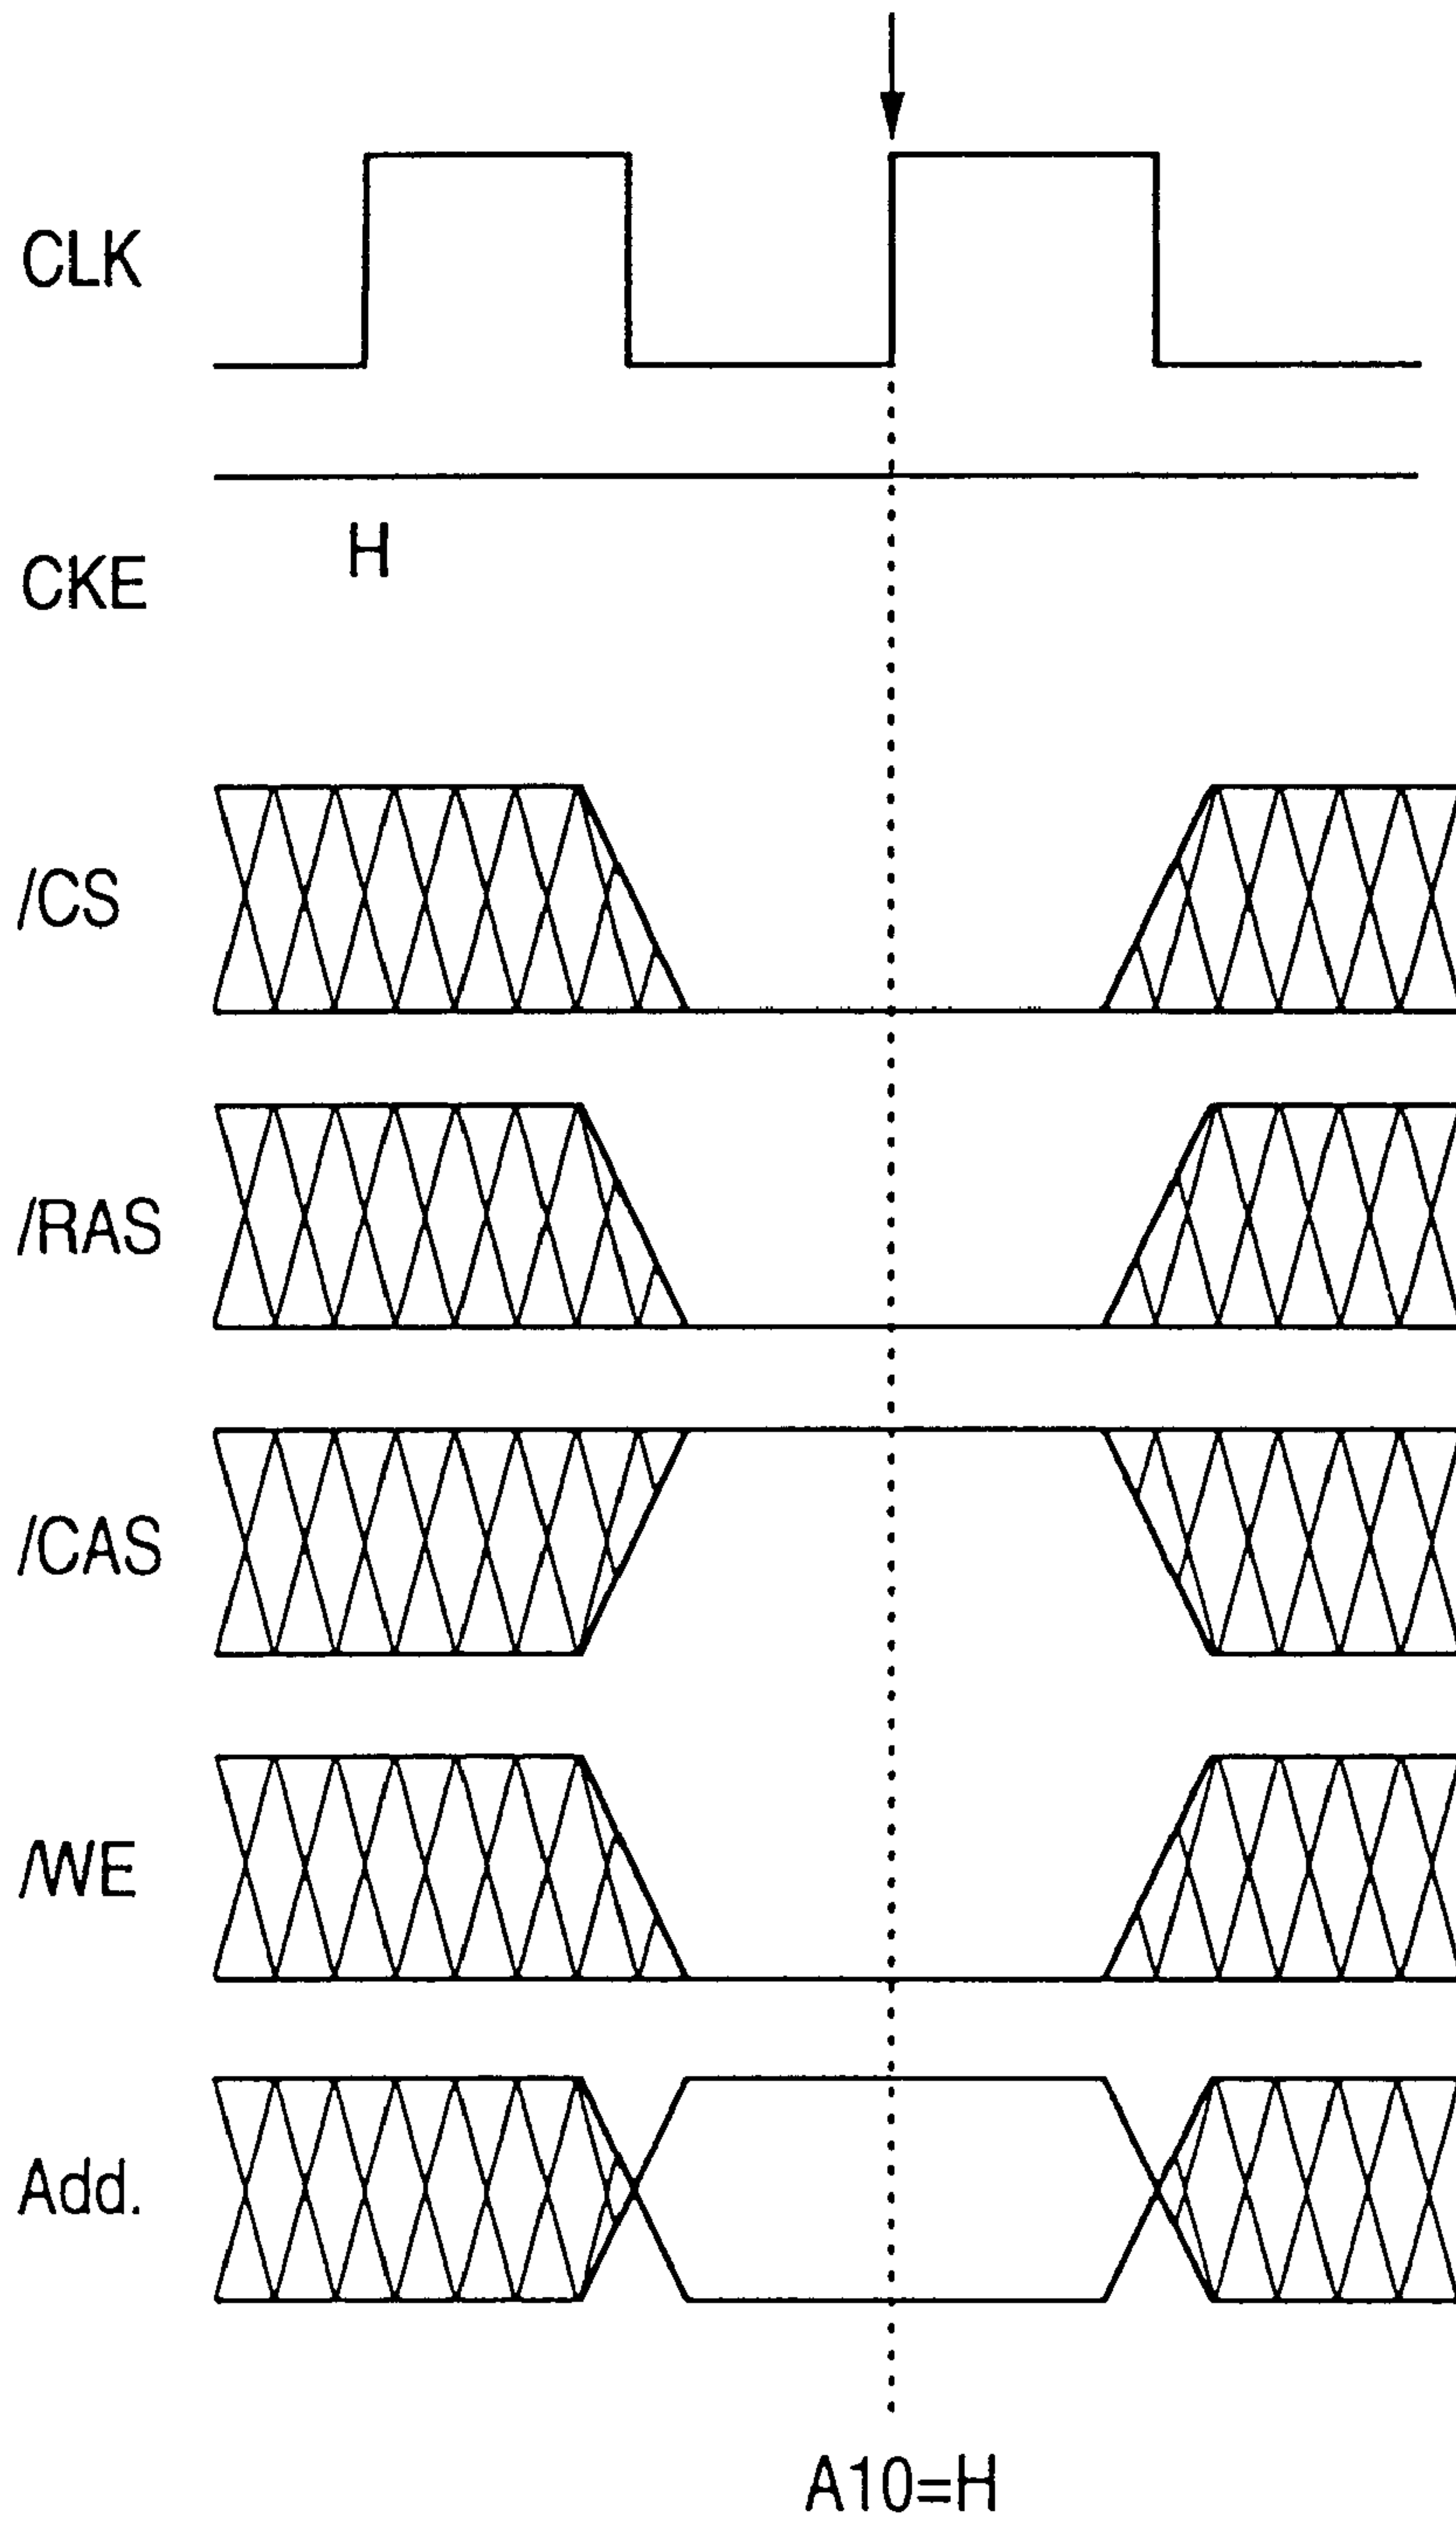 CLK
H
CKE
/CS
/RAS
/CAS
/WE
Add.
A10=H